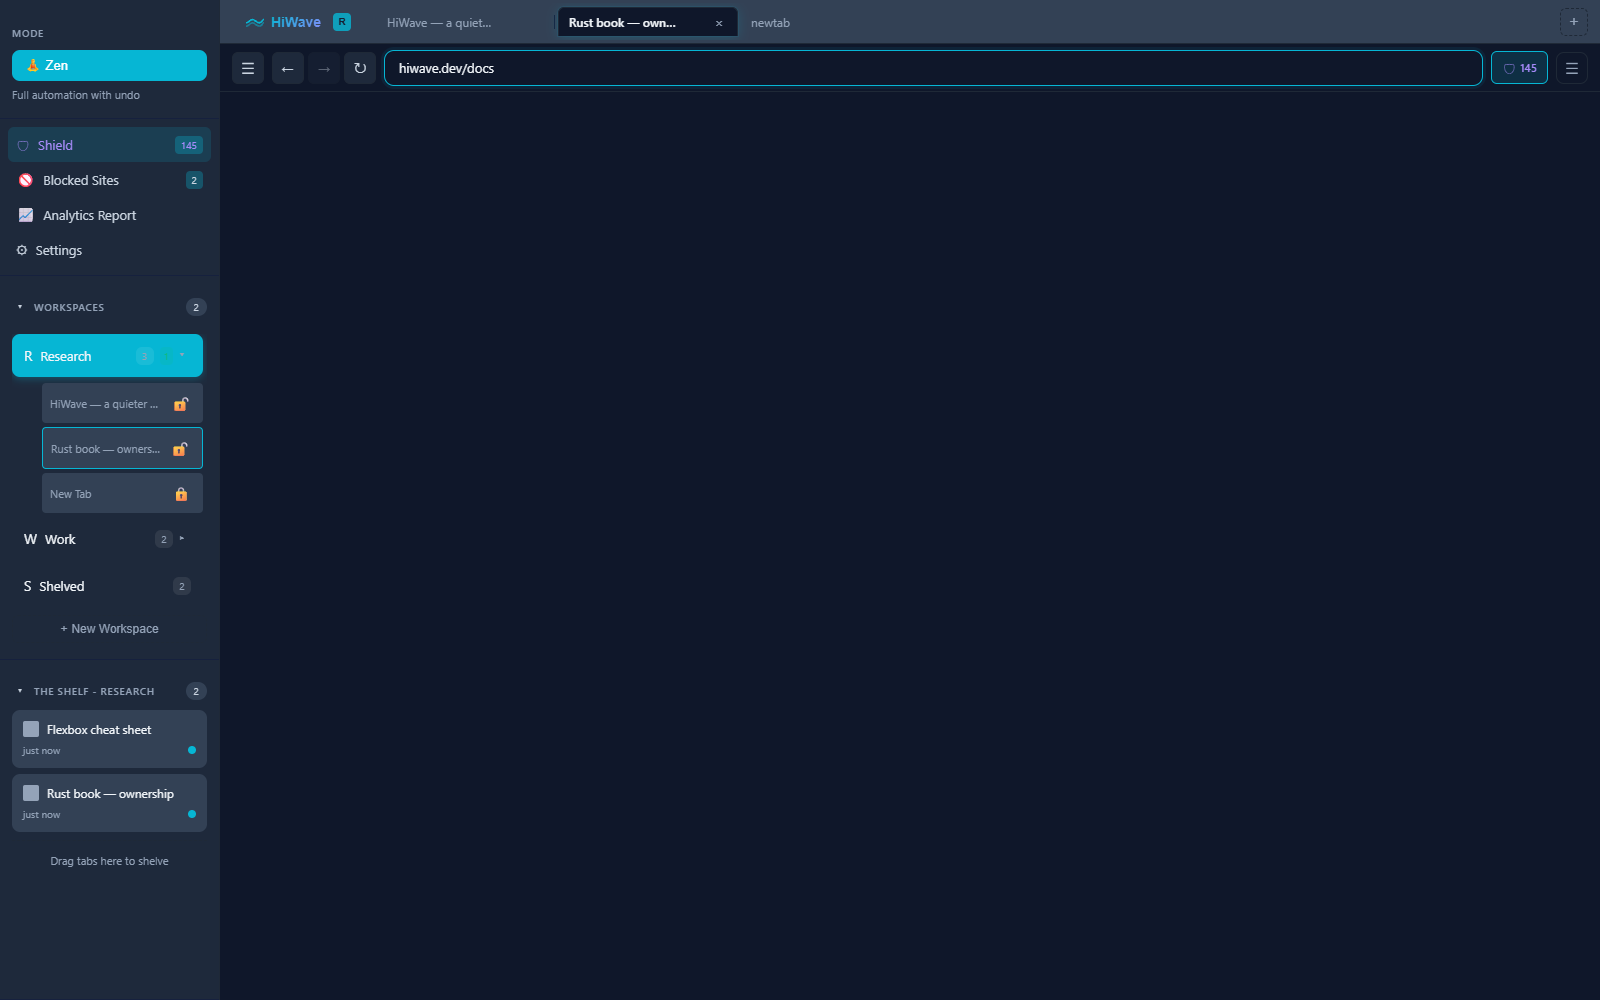 MODE
Zen
Full automation with undo
Shield 145
Blocked Sites 2
Analytics Report
Settings
WORKSPACES 2
R Research 3
HiWave — a quieter ...
Rust book — owners...
New Tab
W Work 2
S Shelved 2
+ New Workspace
THE SHELF - RESEARCH 2
Flexbox cheat sheet
just now
Rust book — ownership
just now
Drag tabs here to shelve
HiWave R HiWave — a quiet... Rust book — own... × newtab +
hiwave.dev/docs 145